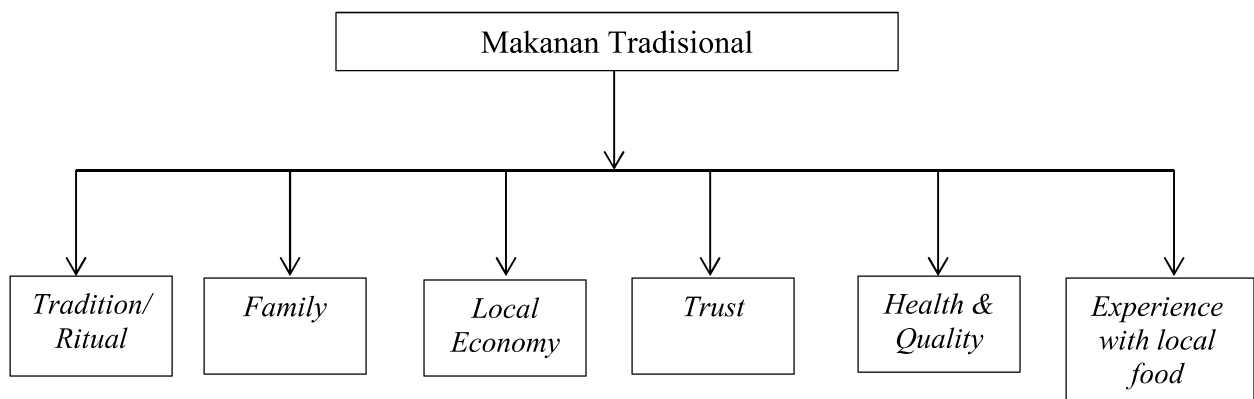 Makanan Tradisional
Tradition/
Ritual
Family
Local
Economy
Trust
Health &
Quality
Experience
with local
food